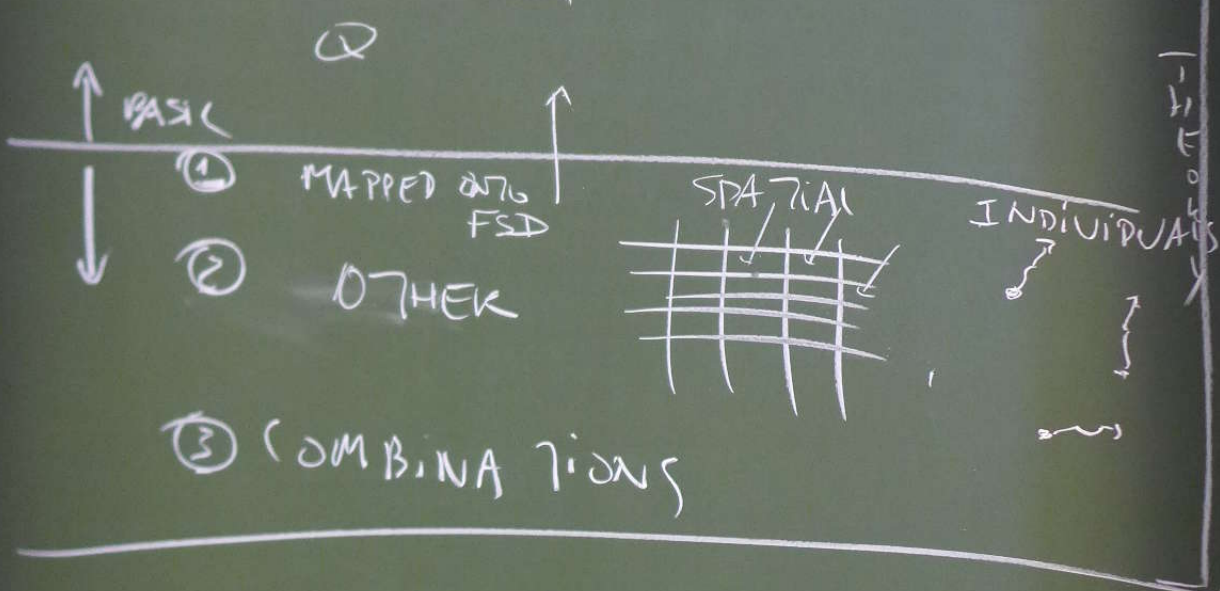 Q
BASIC
① MAPPED ONTO
FSD
SPATIAL
INDIVIDUALS
② OTHER
③ COMBINATIONS
THEORY